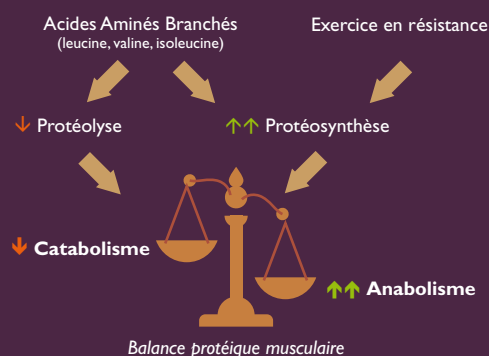 Acides Aminés Branchés
(leucine, valine, isoleucine)
Exercice en résistance
↓ Protéolyse
↑↑ Protéosynthèse
↓ Catabolisme
↑↑ Anabolisme
Balance protéique musculaire